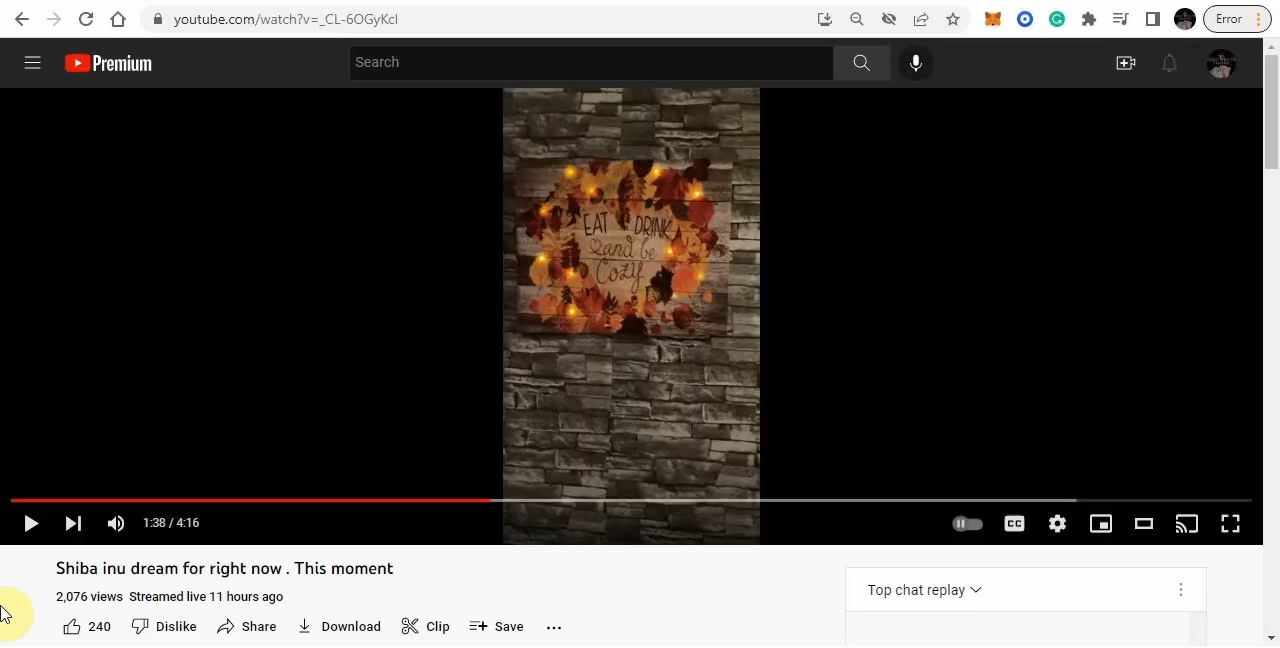 youtube.com/watch?v=_CL-6OGyKcI
Error
Premium
Search
EAT DRINK
and be
Cozy
1:38 / 4:16
CC
Shiba inu dream for right now . This moment
2,076 views Streamed live 11 hours ago
240 Dislike Share Download Clip Save
Top chat replay